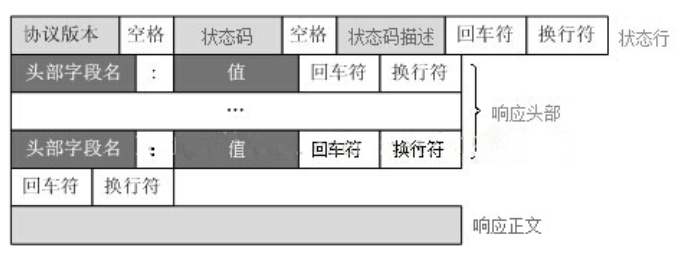 协议版本 空格 状态码 空格 状态码描述 回车符 换行符 状态行
头部字段名 : 值 回车符 换行符
... 响应头部
头部字段名 : 值 回车符 换行符
回车符 换行符
响应正文